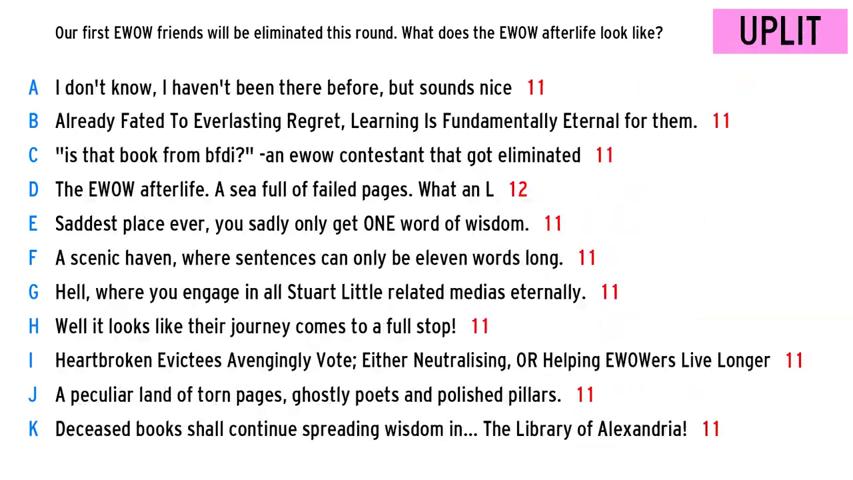 Our first EWOW friends will be eliminated this round. What does the EWOW afterlife look like?
UPLIT
A I don't know, I haven't been there before, but sounds nice 11
B Already Fated To Everlasting Regret, Learning Is Fundamentally Eternal for them. 11
C "is that book from bfdi?" -an ewow contestant that got eliminated 11
D The EWOW afterlife. A sea full of failed pages. What an L 12
E Saddest place ever, you sadly only get ONE word of wisdom. 11
F A scenic haven, where sentences can only be eleven words long. 11
G Hell, where you engage in all Stuart Little related medias eternally. 11
H Well it looks like their journey comes to a full stop! 11
I Heartbroken Evictees Avengingly Vote; Either Neutralising, OR Helping EWOWers Live Longer 11
J A peculiar land of torn pages, ghostly poets and polished pillars. 11
K Deceased books shall continue spreading wisdom in... The Library of Alexandria! 11